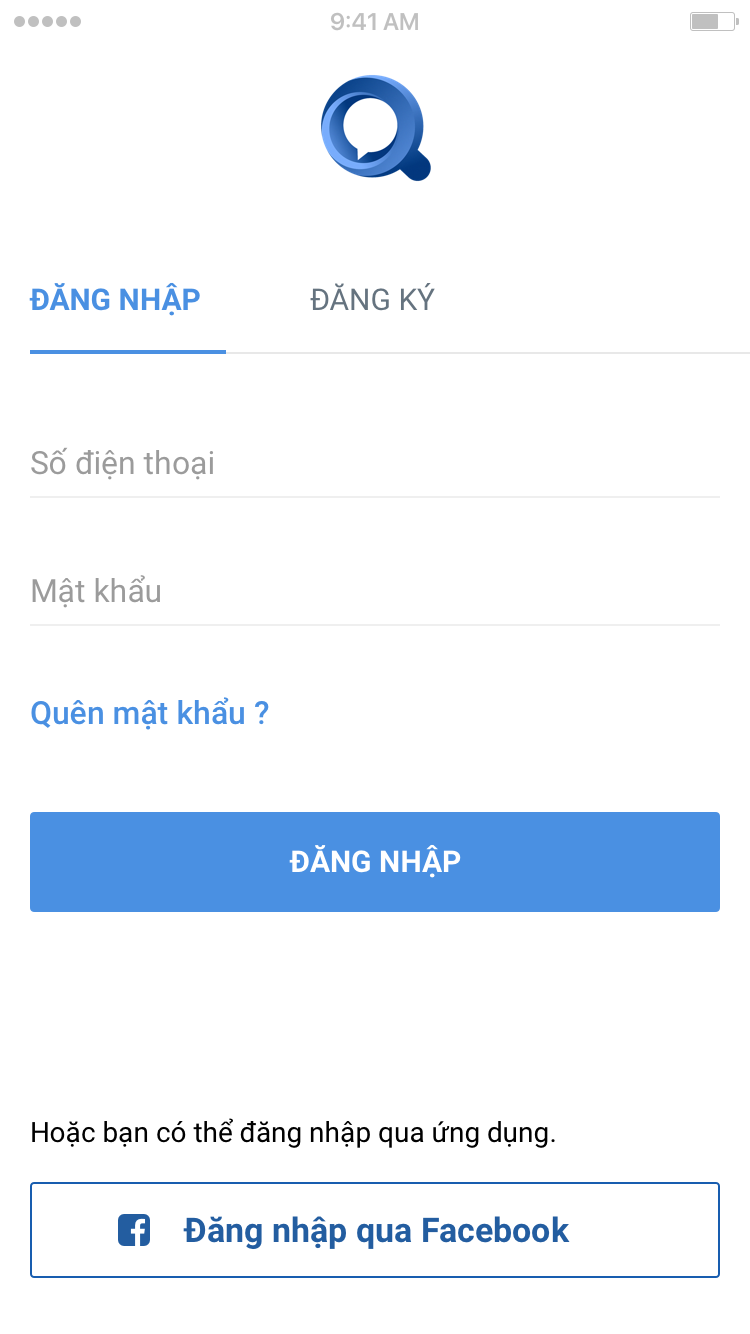 9:41 AM
ĐĂNG NHẬP
ĐĂNG KÝ
Số điện thoại
Mật khẩu
Quên mật khẩu ?
ĐĂNG NHẬP
Hoặc bạn có thể đăng nhập qua ứng dụng.
Đăng nhập qua Facebook